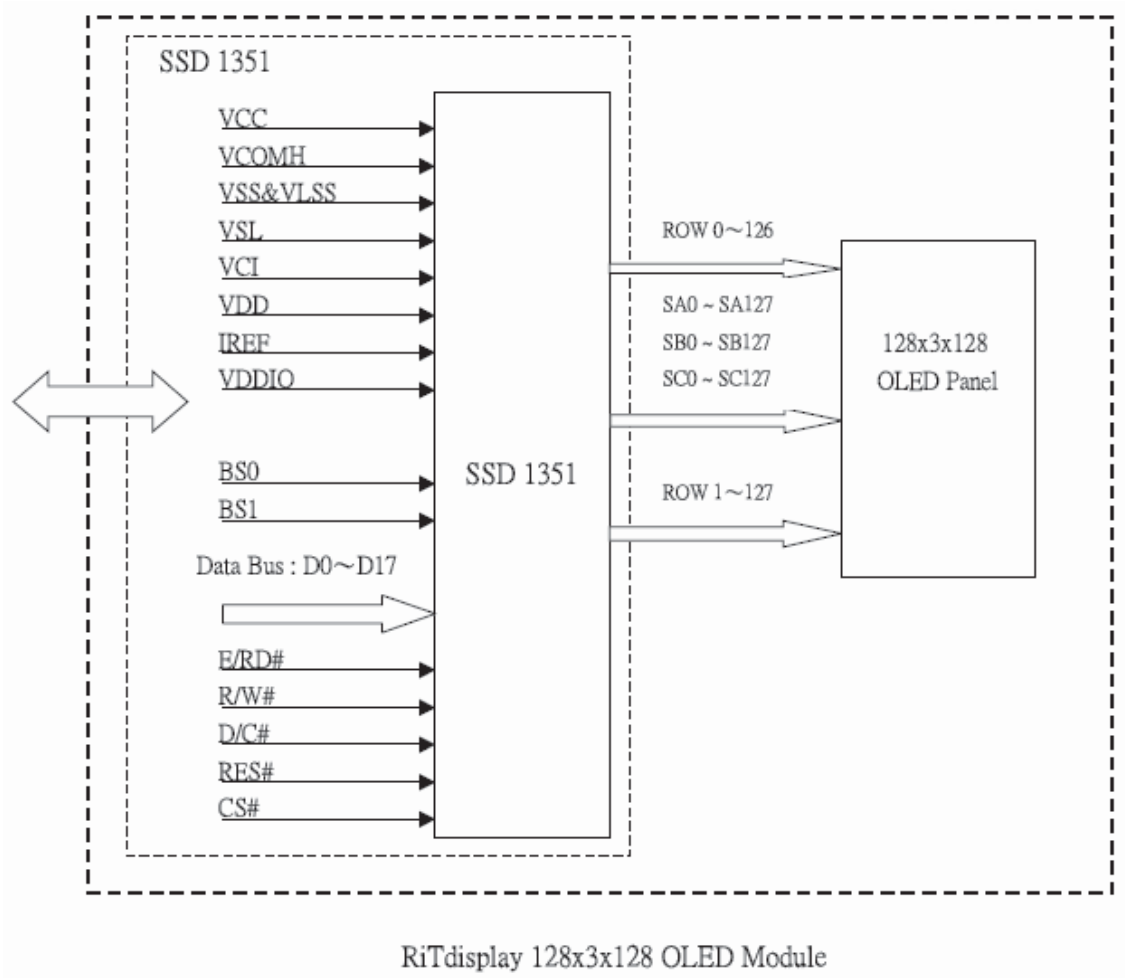 SSD 1351
VCC
VCOMH
VSS&VLSS
VSL
VCI
VDD
IREF
VDDIO
BS0
BS1
Data Bus : D0～D17
E/RD#
R/W#
D/C#
RES#
CS#
SSD 1351
ROW 0～126
SA0 ~ SA127
SB0 ~ SB127
SC0 ~ SC127
ROW 1～127
128x3x128
OLED Panel
RiTdisplay 128x3x128 OLED Module